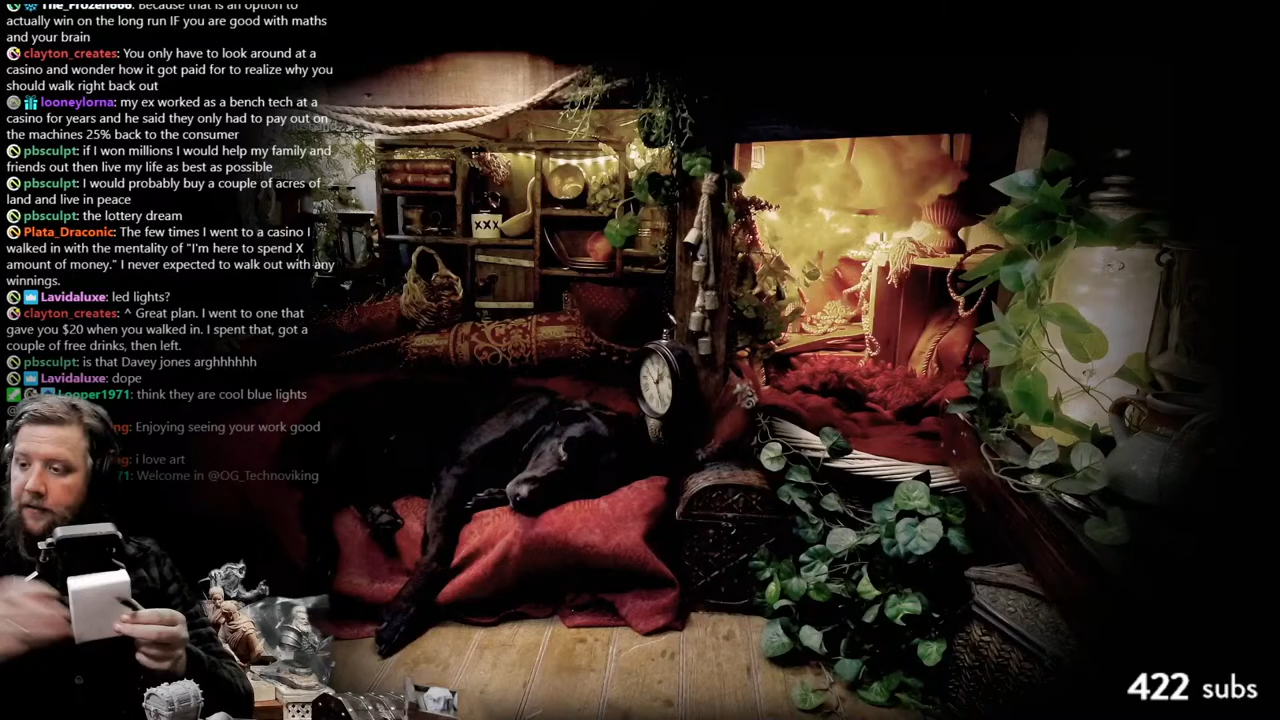 The_Frozen666: Because that is an option to
actually win on the long run IF you are good with maths
and your brain
clayton_creates: You only have to look around at a
casino and wonder how it got paid for to realize why you
should walk right back out
looneylorna: my ex worked as a bench tech at a
casino for years and he said they only had to pay out on
the machines 25% back to the consumer
pbsculpt: if I won millions I would help my family and
friends out then live my life as best as possible
pbsculpt: I would probably buy a couple of acres of
land and live in peace
pbsculpt: the lottery dream
Plata_Draconic: The few times I went to a casino I
walked in with the mentality of "I'm here to spend X
amount of money." I never expected to walk out with any
winnings.
Lavidaluxe: led lights?
clayton_creates: ^ Great plan. I went to one that
gave you $20 when you walked in. I spent that, got a
couple of free drinks, then left.
pbsculpt: is that Davey jones arghhhhhh
Lavidaluxe: dope
Looper1971: think they are cool blue lights
ng: Enjoying seeing your work good
ng: i love art
71: Welcome in @OG_Technoviking
XXX
422 subs